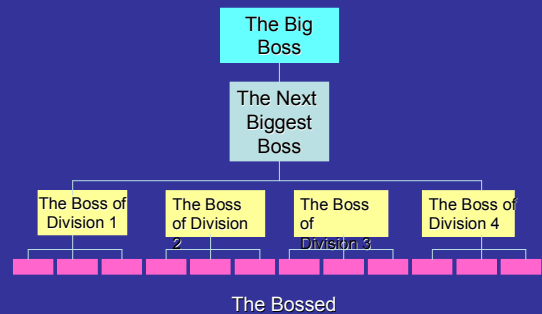 The Big
Boss
The Next
Biggest
Boss
The Boss of
Division 1
The Boss
of Division
2
The Boss
of
Division 3
The Boss of
Division 4
The Bossed